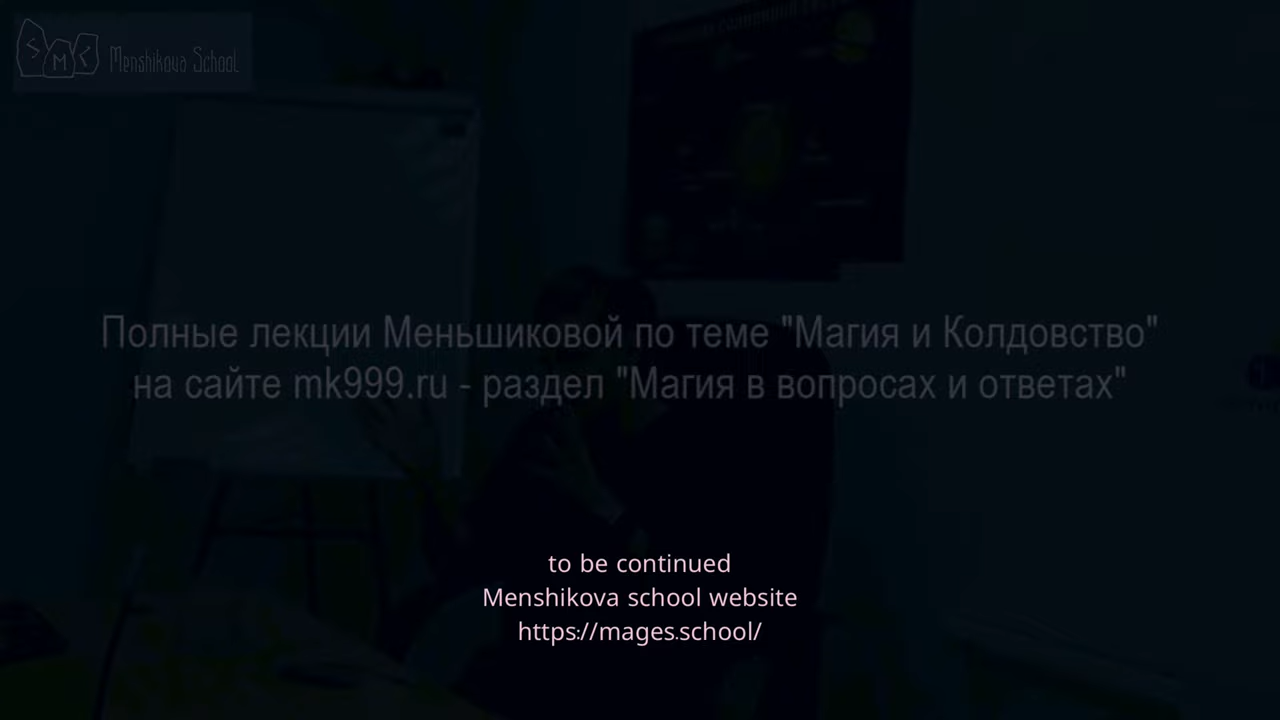 SMC Menshikova School
Полные лекции Меньшиковой по теме "Магия и Колдовство"
на сайте mk999.ru - раздел "Магия в вопросах и ответах"
to be continued
Menshikova school website
https://mages.school/